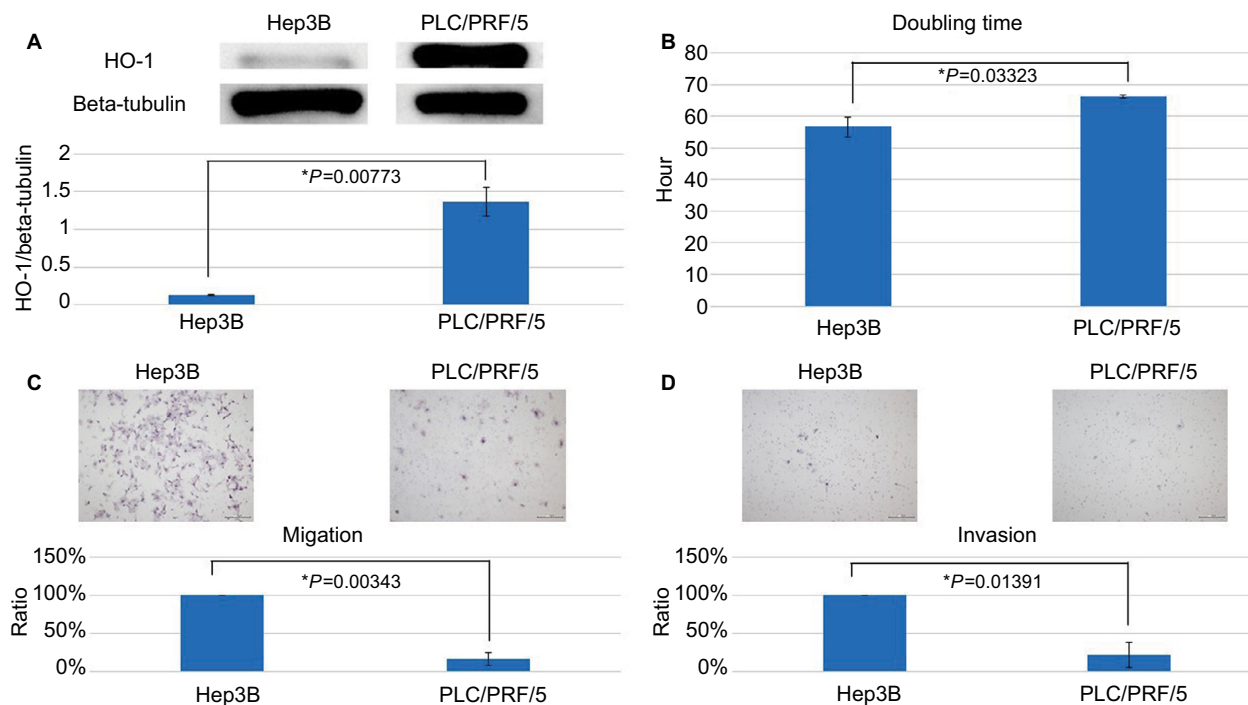 A
Hep3B PLC/PRF/5
HO-1
Beta-tubulin
HO-1/beta-tubulin
2
1.5
1
0.5
0
*P=0.00773
Hep3B PLC/PRF/5
B
Doubling time
Hour
80
70
60
50
40
30
20
10
0
*P=0.03323
Hep3B PLC/PRF/5
C
Hep3B PLC/PRF/5
Migation
Ratio
150%
100%
50%
0%
*P=0.00343
Hep3B PLC/PRF/5
D
Hep3B PLC/PRF/5
Invasion
Ratio
150%
100%
50%
0%
*P=0.01391
Hep3B PLC/PRF/5